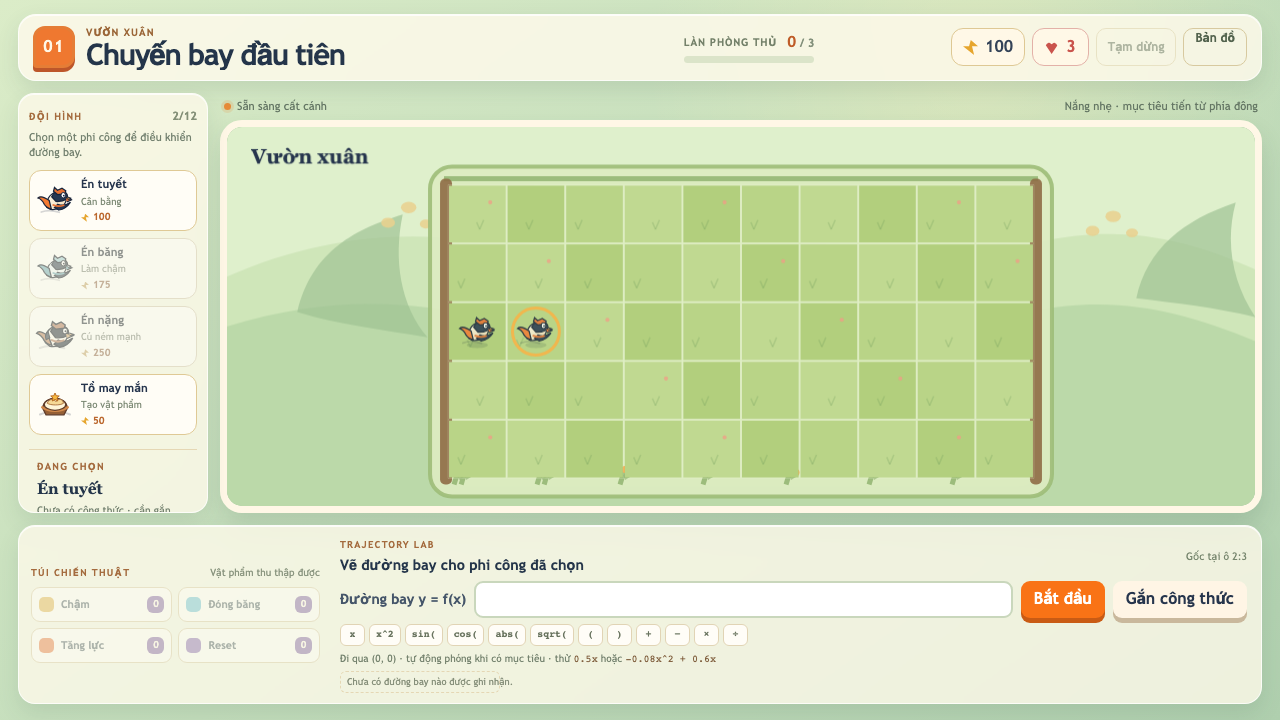 01
VƯỜN XUÂN
Chuyến bay đầu tiên
LÀN PHÒNG THỦ 0 / 3
100
3
Tạm dừng
Bản đồ
ĐỘI HÌNH 2/12
Chọn một phi công để điều khiển
đường bay.
Én tuyết
Cân bằng
100
Én băng
Làm chậm
175
Én nặng
Cú ném mạnh
250
Tổ may mắn
Tạo vật phẩm
50
ĐANG CHỌN
Én tuyết
Chưa có công thức · cần gắn
Sẵn sàng cất cánh
Nắng nhẹ · mục tiêu tiến từ phía đông
Vườn xuân
TÚI CHIẾN THUẬT
Vật phẩm thu thập được
Chậm 0
Đóng băng 0
Tăng lực 0
Reset 0
TRAJECTORY LAB
Vẽ đường bay cho phi công đã chọn
Gốc tại ô 2:3
Đường bay y = f(x)
Bắt đầu
Gắn công thức
x x^2 sin( cos( abs( sqrt( ( ) + − × ÷
Đi qua (0, 0) · tự động phóng khi có mục tiêu · thử 0.5x hoặc −0.08x^2 + 0.6x
Chưa có đường bay nào được ghi nhận.